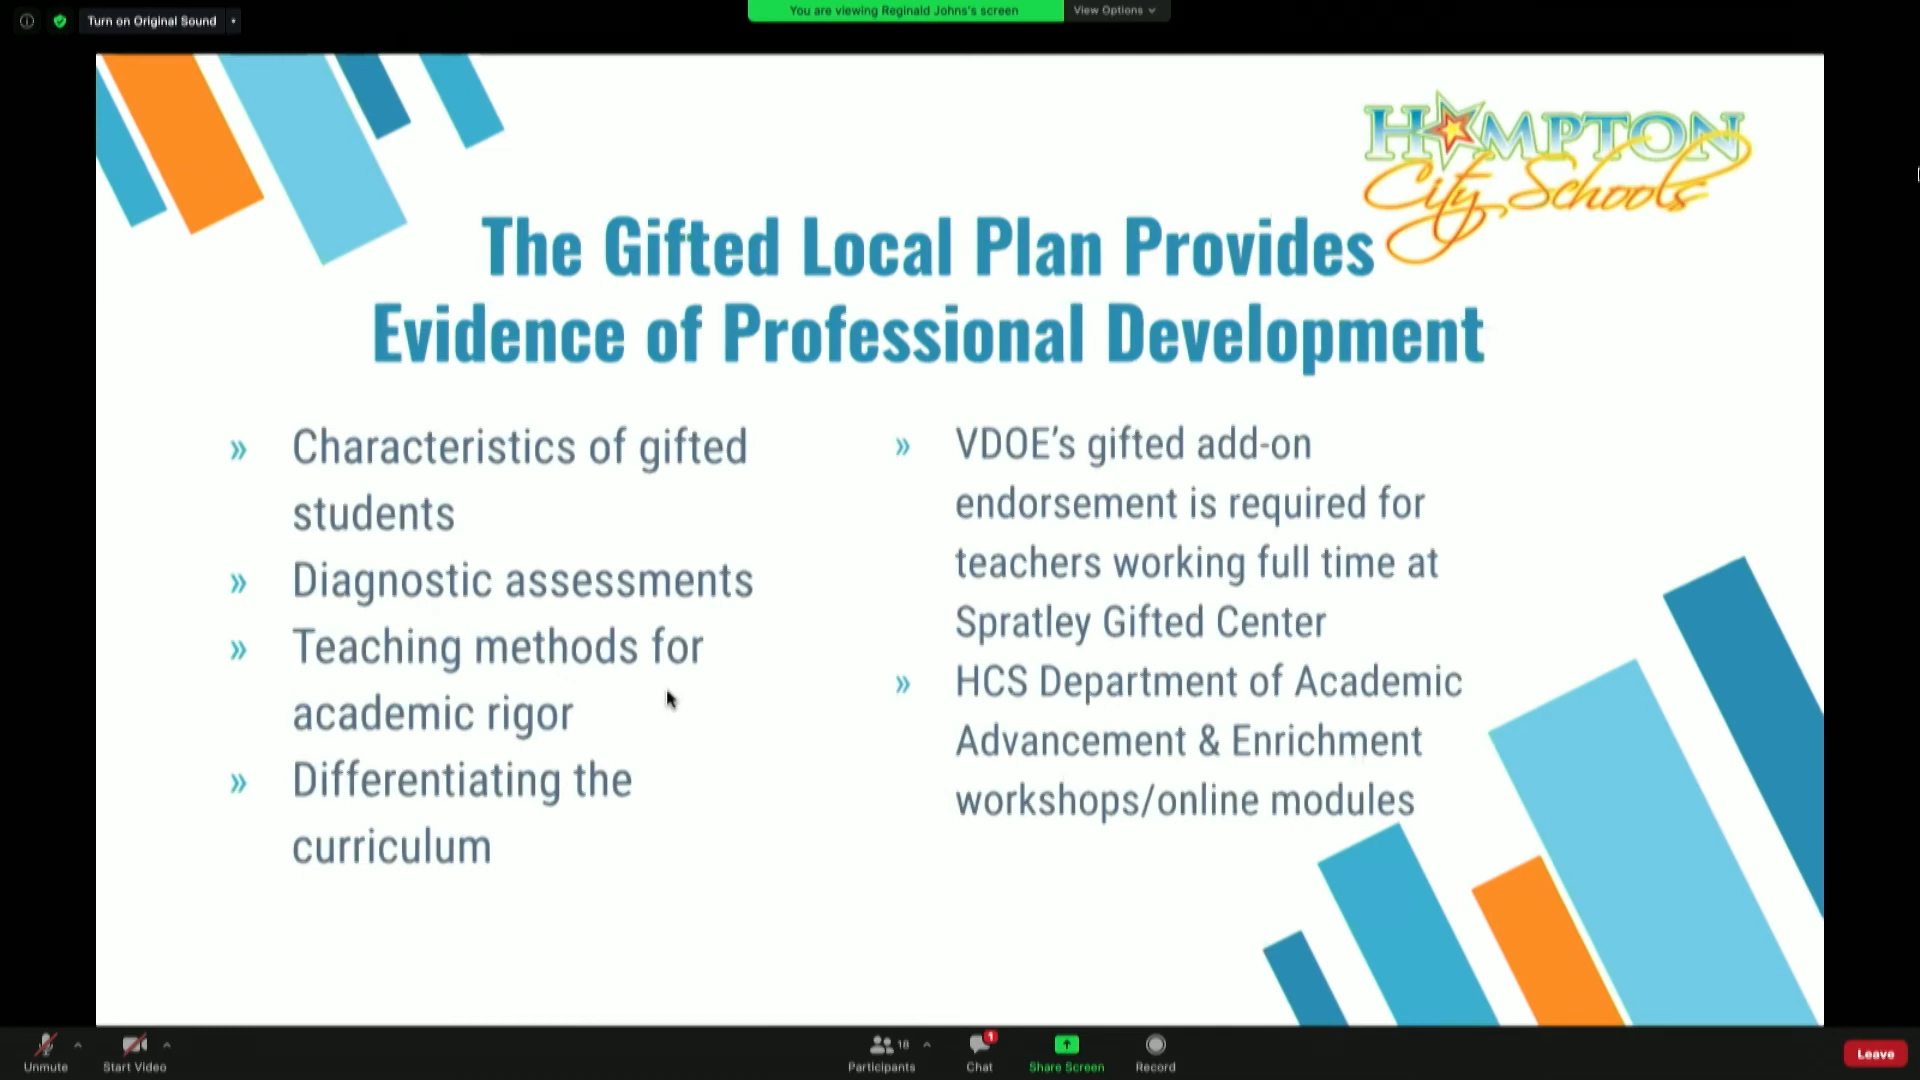 Turn on Original Sound
You are viewing Reginald Johns's screen
View Options
HAMPTON
City Schools
The Gifted Local Plan Provides
Evidence of Professional Development
» Characteristics of gifted
students
» Diagnostic assessments
» Teaching methods for
academic rigor
» Differentiating the
curriculum
» VDOE’s gifted add-on
endorsement is required for
teachers working full time at
Spratley Gifted Center
» HCS Department of Academic
Advancement & Enrichment
workshops/online modules
Unmute
Start Video
18
Participants
1
Chat
Share Screen
Record
Leave